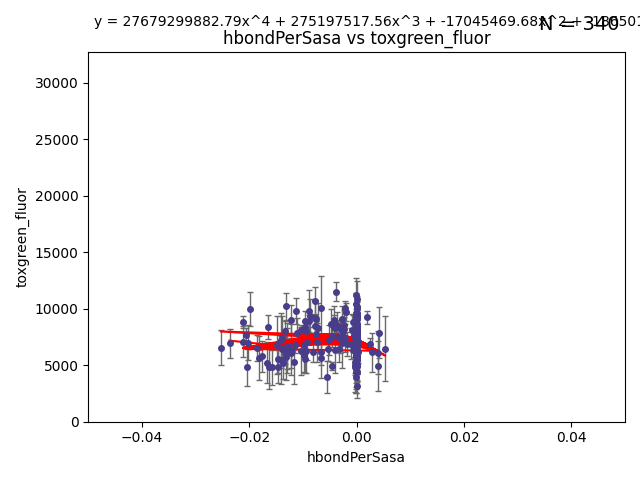 y = 27679299882.79x^4 + 275197517.56x^3 + -17045469.68x^2 +
N = 340
hbondPerSasa vs toxgreen_fluor
30000
25000
20000
15000
10000
5000
0
toxgreen_fluor
−0.04
−0.02
0.00
0.02
0.04
hbondPerSasa